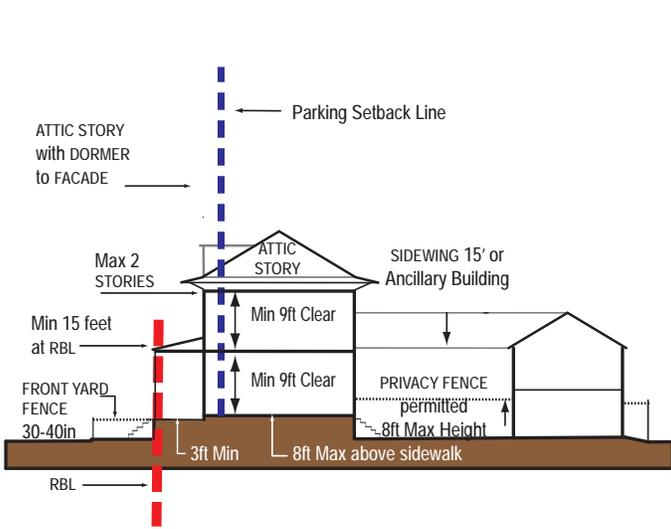 Parking Setback Line
ATTIC STORY
with DORMER
to FACADE
ATTIC
STORY
SIDEWING 15' or
Ancillary Building
Max 2
STORIES
Min 9ft Clear
Min 15 feet
at RBL
Min 9ft Clear
PRIVACY FENCE
permitted
8ft Max Height
FRONT YARD
FENCE
30-40in
3ft Min
8ft Max above sidewalk
RBL